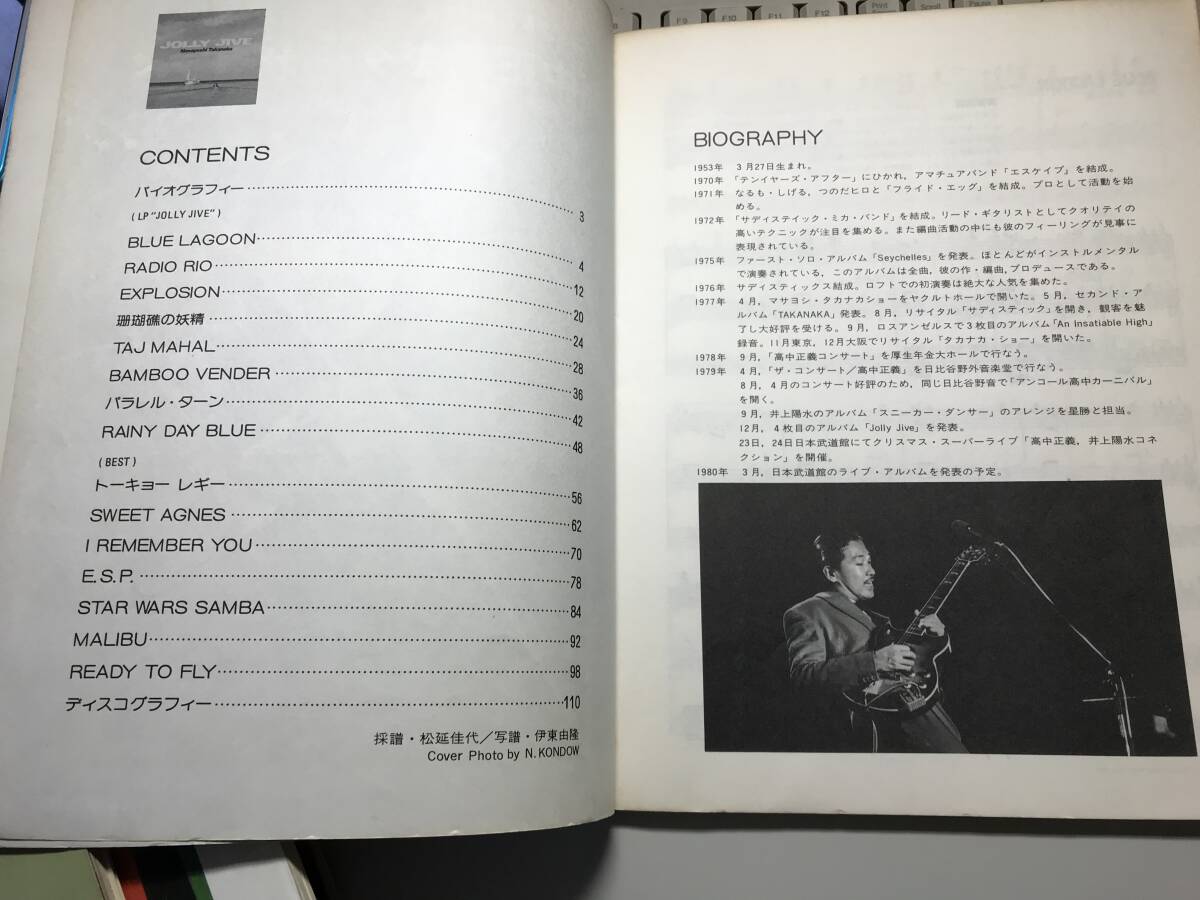 F9 F10 F11 F12 Print Scroll Pause
JOLLY JIVE
Masayoshi Takanaka
CONTENTS
バイオグラフィー 3
(LP "JOLLY JIVE")
BLUE LAGOON 4
RADIO RIO 12
EXPLOSION 20
珊瑚礁の妖精 24
TAJ MAHAL 28
BAMBOO VENDER 36
パラレル・ターン 42
RAINY DAY BLUE 48
(BEST)
トーキョー レギー 56
SWEET AGNES 62
I REMEMBER YOU 70
E.S.P. 78
STAR WARS SAMBA 84
MALIBU 92
READY TO FLY 98
ディスコグラフィー 110
採譜・松延佳代／写譜・伊東由隆
Cover Photo by N. KONDOW
BIOGRAPHY
1953年 3月27日生まれ。
1970年 「テンイヤーズ・アフター」にひかれ，アマチュアバンド「エスケイプ」を結成。
1971年 なるも・しげる，つのだヒロと「フライド・エッグ」を結成。プロとして活動を始
める。
1972年 「サディスティック・ミカ・バンド」を結成。リード・ギタリストとしてクオリテイの
高いテクニックが注目を集める。また編曲活動の中にも彼のフィーリングが見事に
表現されている。
1975年 ファースト・ソロ・アルバム「Seychelles」を発表。ほとんどがインストルメンタル
で演奏されている，このアルバムは全曲，彼の作・編曲，プロデュースである。
1976年 サディスティックス結成。ロフトでの初演奏は絶大な人気を集めた。
1977年 4月，マサヨシ・タカナカショーをヤクルトホールで開いた。5月，セカンド・ア
ルバム「TAKANAKA」発表。8月，リサイタル「サディスティック」を開き，観客を魅
了し大好評を受ける。9月，ロスアンゼルスで3枚目のアルバム「An Insatiable High」
録音。11月東京，12月大阪でリサイタル「タカナカ・ショー」を開いた。
1978年 9月，「高中正義コンサート」を厚生年金大ホールで行なう。
1979年 4月，「ザ・コンサート／高中正義」を日比谷野外音楽堂で行なう。
8月，4月のコンサート好評のため，同じ日比谷野音で「アンコール高中カーニバル」
を開く。
9月，井上陽水のアルバム「スニーカー・ダンサー」のアレンジを星勝と担当。
12月，4枚目のアルバム「Jolly Jive」を発表。
23日，24日日本武道館にてクリスマス・スーパーライブ「高中正義，井上陽水コネ
クション」を開催。
1980年 3月，日本武道館のライブ・アルバムを発表の予定。